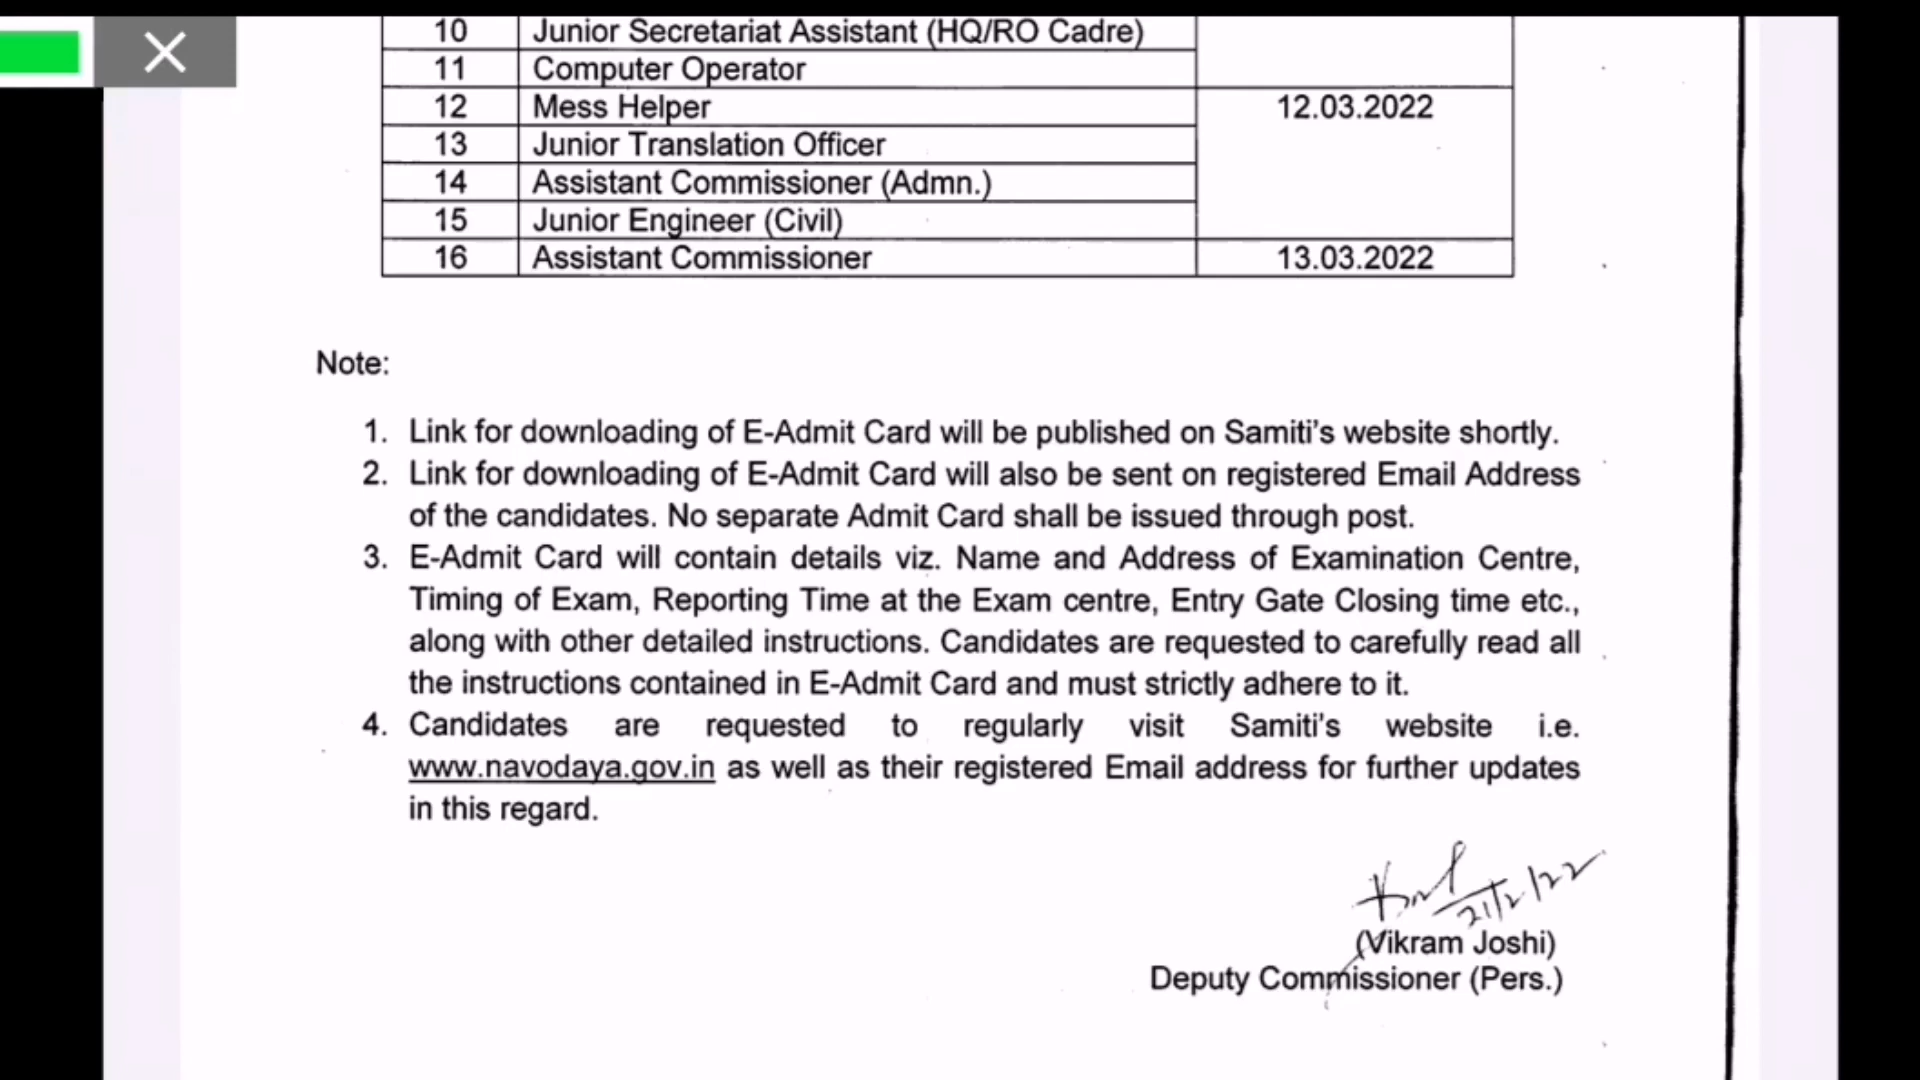 10 Junior Secretariat Assistant (HQ/RO Cadre)
11 Computer Operator
12 Mess Helper 12.03.2022
13 Junior Translation Officer
14 Assistant Commissioner (Admn.)
15 Junior Engineer (Civil)
16 Assistant Commissioner 13.03.2022
Note:
1. Link for downloading of E-Admit Card will be published on Samiti's website shortly.
2. Link for downloading of E-Admit Card will also be sent on registered Email Address
of the candidates. No separate Admit Card shall be issued through post.
3. E-Admit Card will contain details viz. Name and Address of Examination Centre,
Timing of Exam, Reporting Time at the Exam centre, Entry Gate Closing time etc.,
along with other detailed instructions. Candidates are requested to carefully read all
the instructions contained in E-Admit Card and must strictly adhere to it.
4. Candidates are requested to regularly visit Samiti's website i.e.
www.navodaya.gov.in as well as their registered Email address for further updates
in this regard.
21/2/22
(Vikram Joshi)
Deputy Commissioner (Pers.)